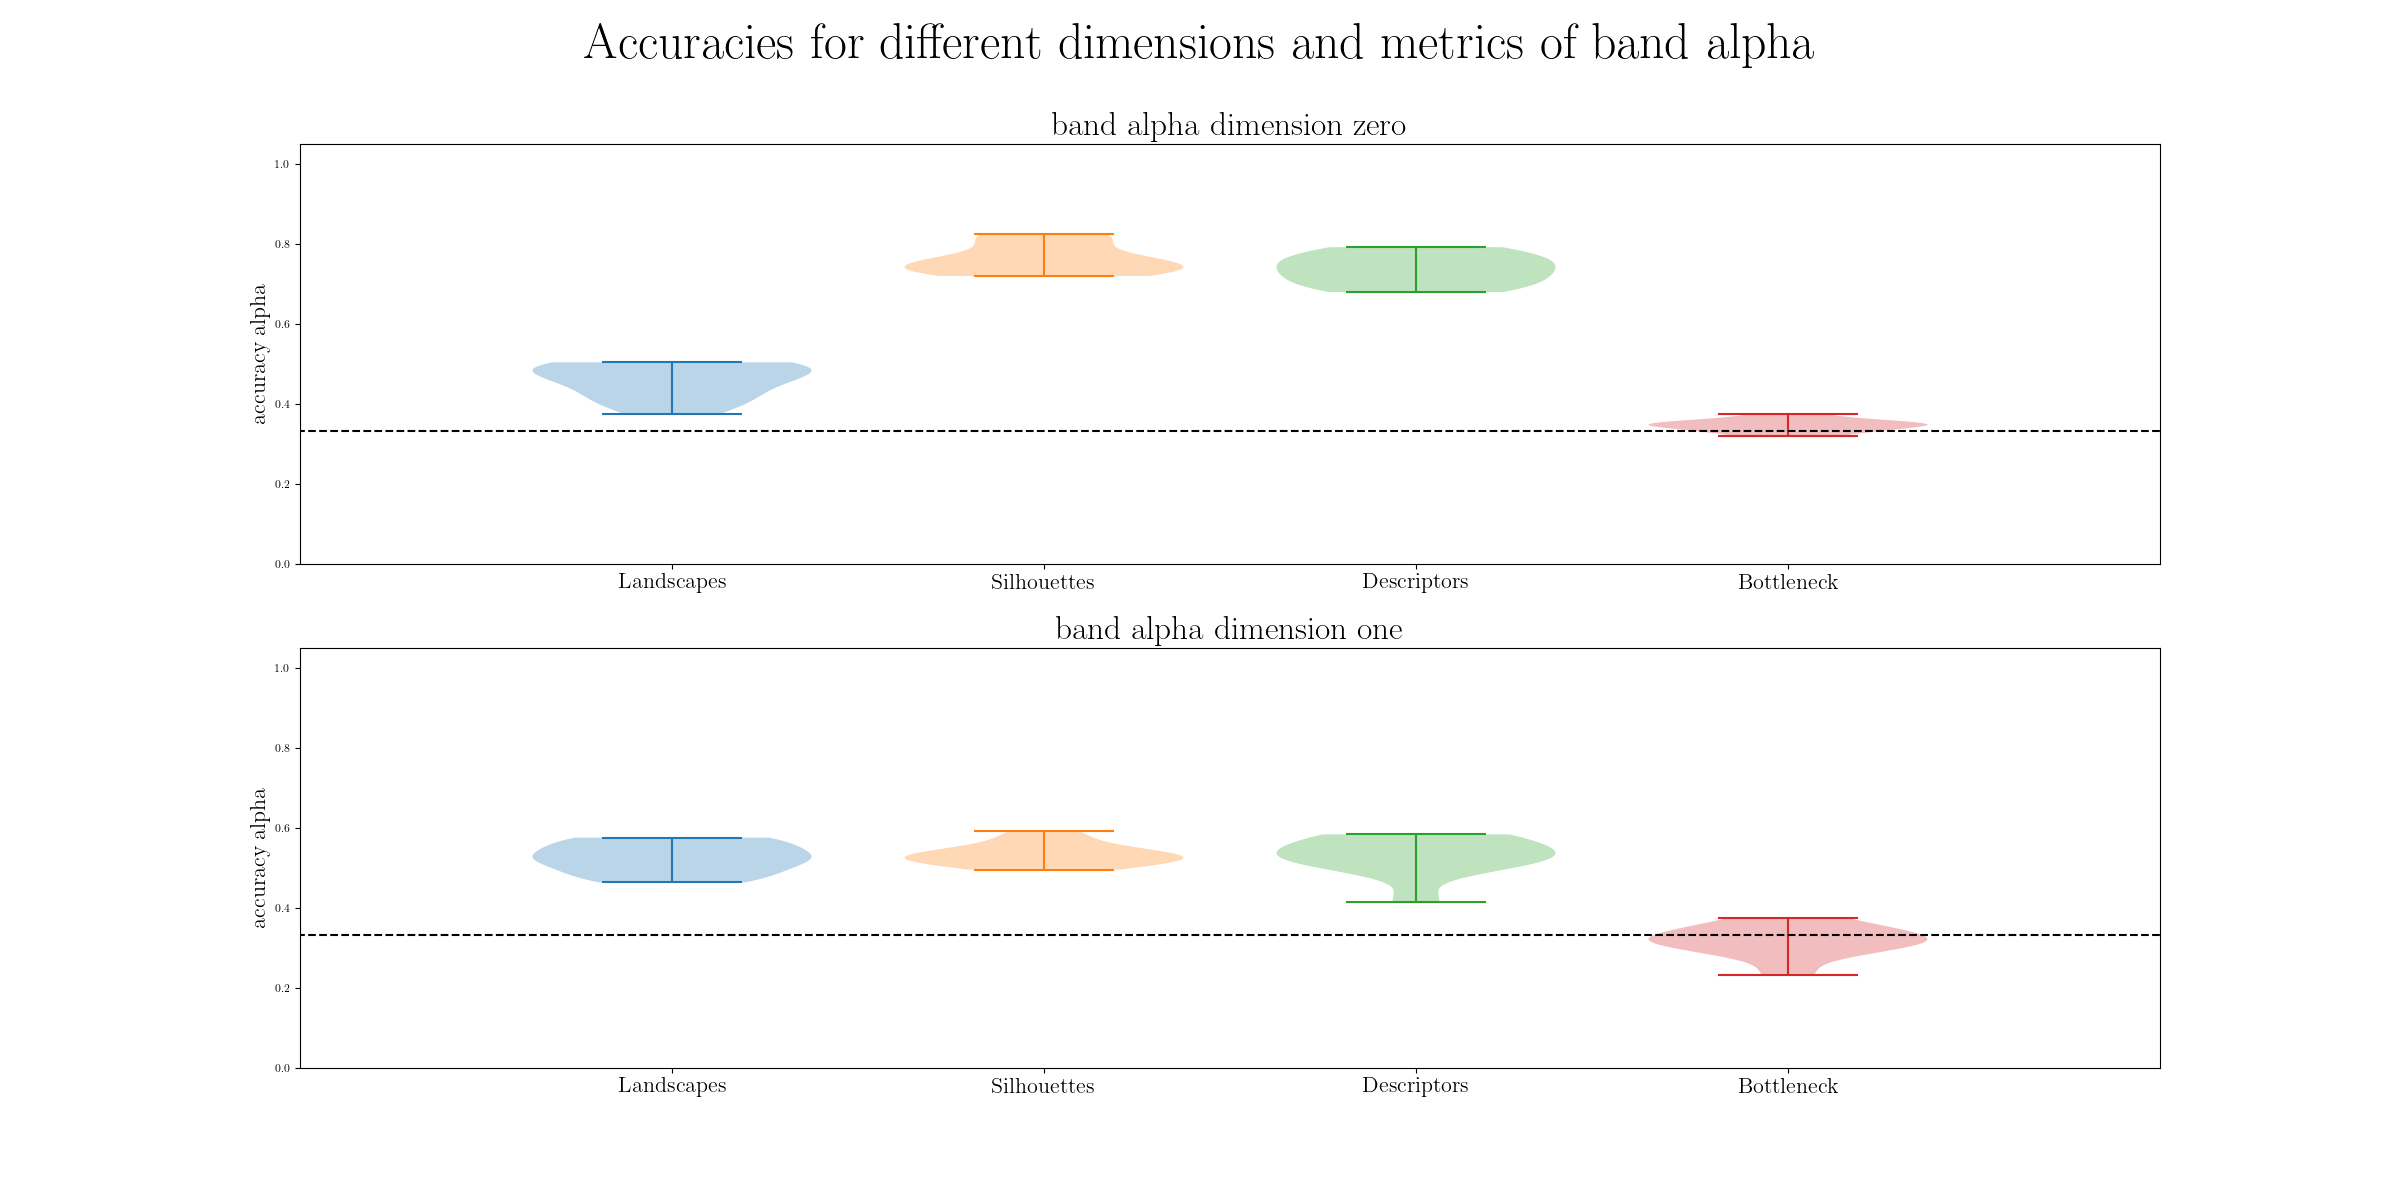 Accuracies for different dimensions and metrics of band alpha
band alpha dimension zero
1.0
0.8
0.6
0.4
0.2
0.0
accuracy alpha
Landscapes Silhouettes Descriptors Bottleneck
band alpha dimension one
1.0
0.8
0.6
0.4
0.2
0.0
accuracy alpha
Landscapes Silhouettes Descriptors Bottleneck